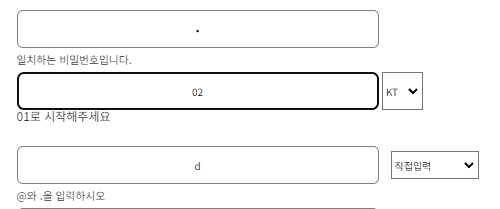 •
일치하는 비밀번호입니다.
02 KT
01로 시작해주세요
d 직접입력
@와 .을 입력하시오